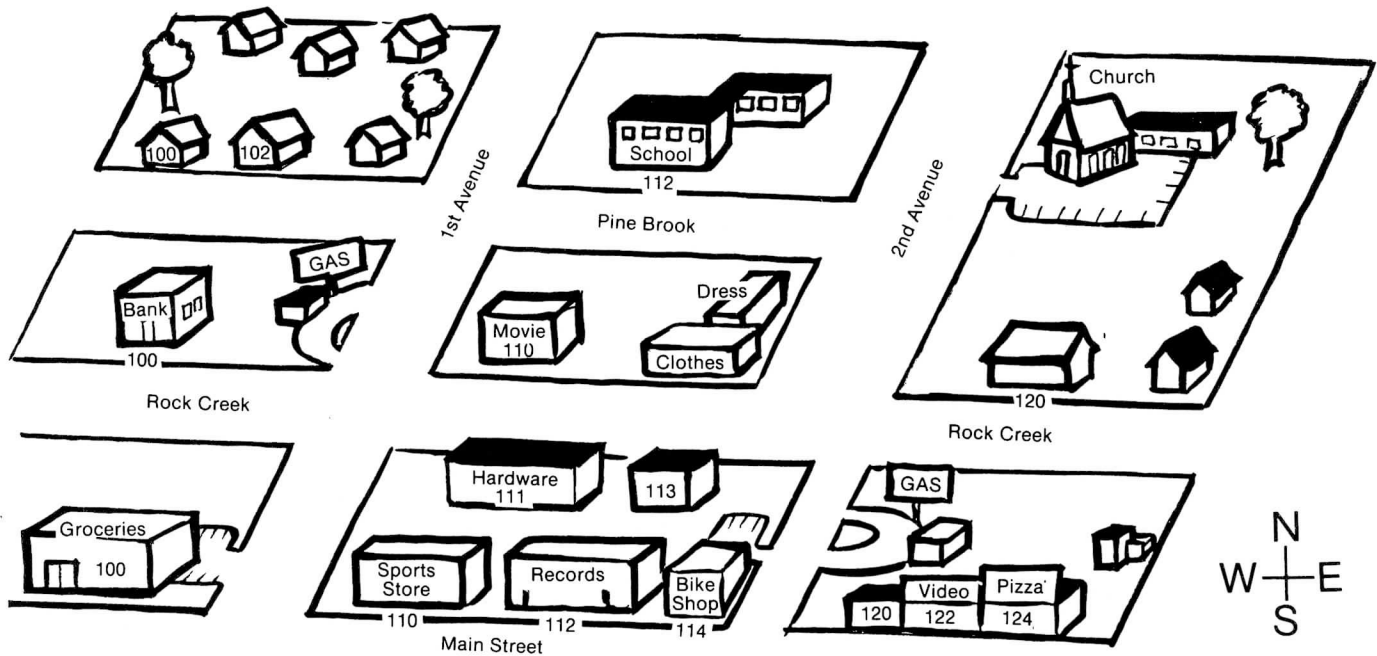 Church
100
102
School
112
1st Avenue
2nd Avenue
Pine Brook
GAS
Bank
100
Dress
Movie
110
Clothes
120
Rock Creek
Rock Creek
Hardware
111
113
GAS
Groceries
100
Sports
Store
110
Records
112
Bike
Shop
114
Video
Pizza
120
122
124
Main Street
N
W
E
S